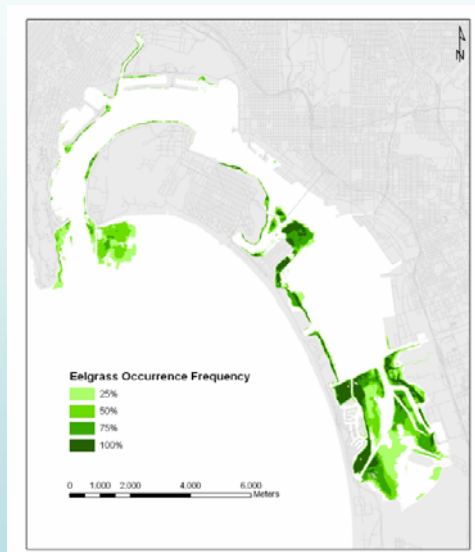 N
Eelgrass Occurrence Frequency
25%
50%
75%
100%
0 1,000 2,000 4,000 6,000
Meters